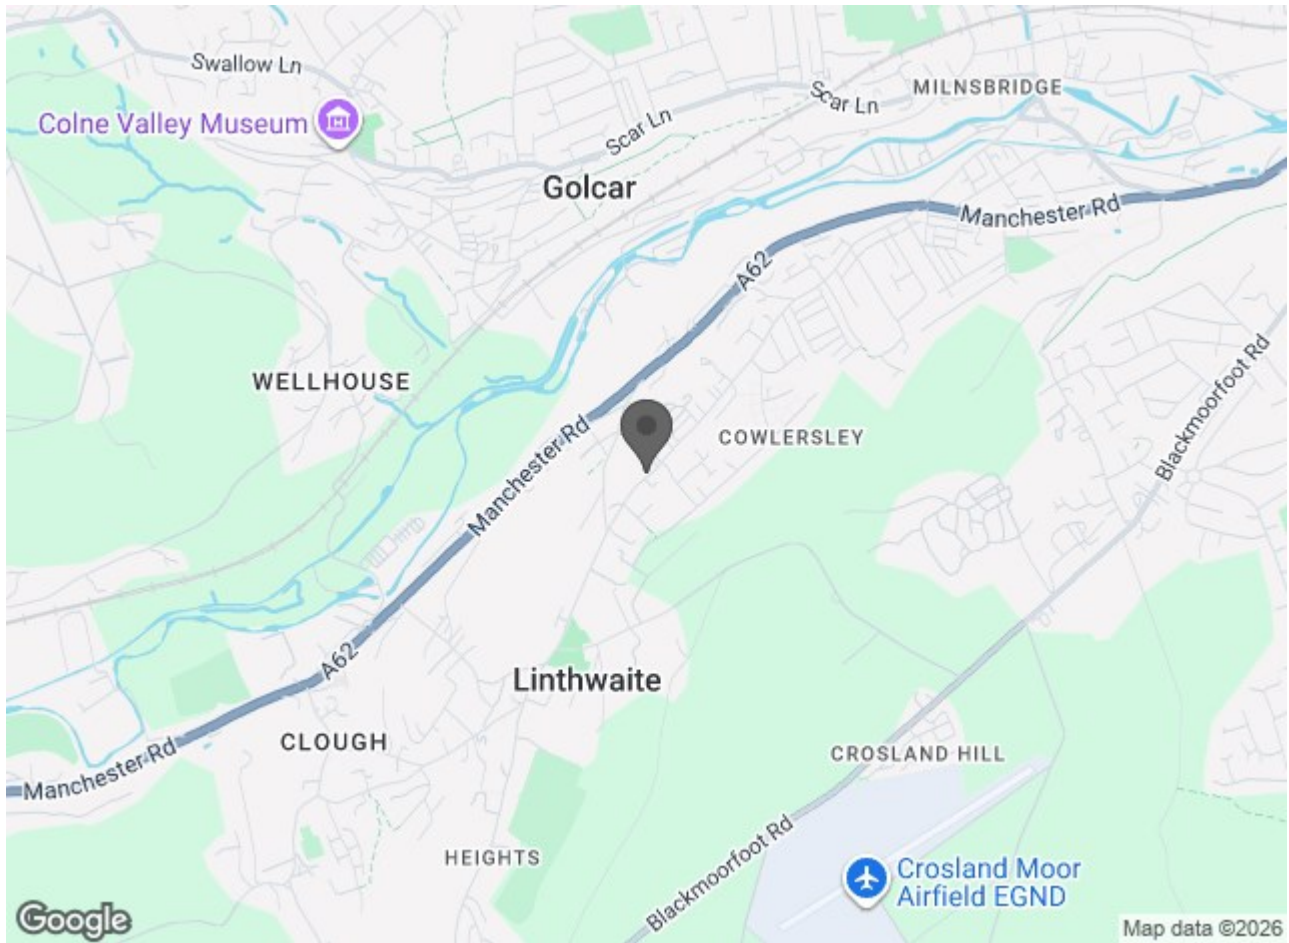 Swallow Ln
Scar Ln
MILNSBRIDGE
Colne Valley Museum
Scar Ln
Golcar
Manchester Rd
A62
WELLHOUSE
Blackmoorfoot Rd
COWLERSLEY
Manchester Rd
A62
Linthwaite
CLOUGH
CROSLAND HILL
Manchester Rd
HEIGHTS
Blackmoorfoot Rd
Crosland Moor
Airfield EGND
Google
Map data ©2026